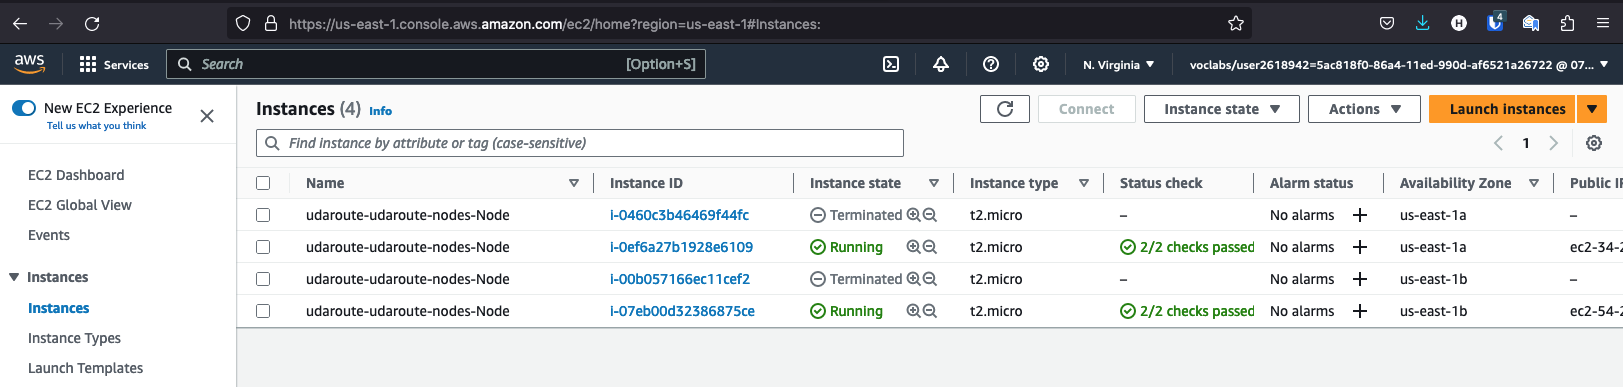 https://us-east-1.console.aws.amazon.com/ec2/home?region=us-east-1#Instances:
H
4
aws
Services
Search
[Option+S]
N. Virginia
voclabs/user2618942=5ac818f0-86a4-11ed-990d-af6521a26722 @ 07...
New EC2 Experience
Tell us what you think
EC2 Dashboard
EC2 Global View
Events
Instances
Instances
Instance Types
Launch Templates
Instances (4) Info
Connect
Instance state
Actions
Launch instances
Find instance by attribute or tag (case-sensitive)
1
Name Instance ID Instance state Instance type Status check Alarm status Availability Zone Public IP
udaroute-udaroute-nodes-Node i-0460c3b46469f44fc Terminated t2.micro – No alarms + us-east-1a –
udaroute-udaroute-nodes-Node i-0ef6a27b1928e6109 Running t2.micro 2/2 checks passed No alarms + us-east-1a ec2-34-2
udaroute-udaroute-nodes-Node i-00b057166ec11cef2 Terminated t2.micro – No alarms + us-east-1b –
udaroute-udaroute-nodes-Node i-07eb00d32386875ce Running t2.micro 2/2 checks passed No alarms + us-east-1b ec2-54-2